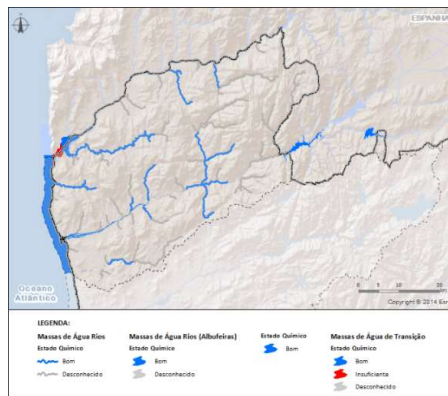 ESPANHA
Oceano
Atlântico
0 5 10 20
Copyright © 2014 Esri
LEGENDA:
Massas de Água Rios
Estado Químico
Bom
Desconhecido
Massas de Água Rios (Albufeiras)
Estado Químico
Bom
Desconhecido
Estado Químico
Bom
Massas de Água de Transição
Estado Químico
Bom
Insuficiente
Desconhecido